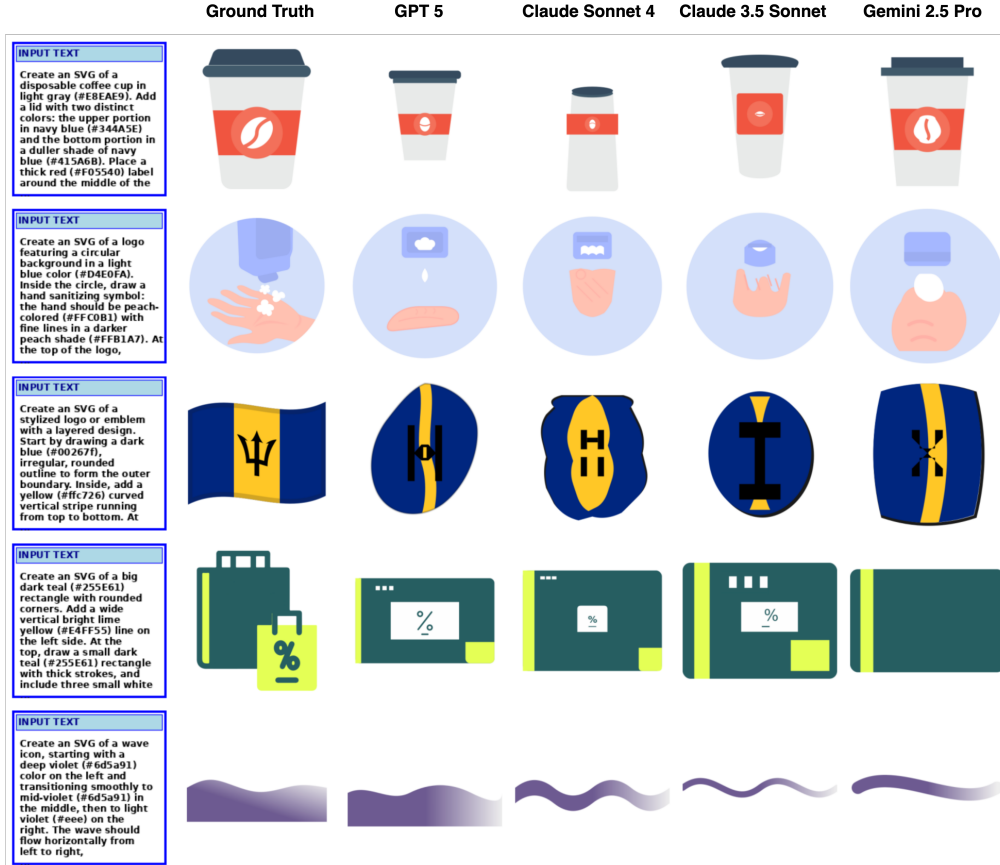 Ground Truth
GPT 5
Claude Sonnet 4
Claude 3.5 Sonnet
Gemini 2.5 Pro
INPUT TEXT
Create an SVG of a
disposable coffee cup in
light gray (#E8EAE9). Add
a lid with two distinct
colors: the upper portion
in navy blue (#344A5E)
and the bottom portion in
a duller shade of navy
blue (#415A6B). Place a
thick red (#F05540) label
around the middle of the
INPUT TEXT
Create an SVG of a logo
featuring a circular
background in a light
blue color (#D4E0FA).
Inside the circle, draw a
hand sanitizing symbol:
the hand should be peach-
colored (#FFC0B1) with
fine lines in a darker
peach shade (#FFB1A7). At
the top of the logo,
INPUT TEXT
Create an SVG of a
stylized logo or emblem
with a layered design.
Start by drawing a dark
blue (#00267f),
irregular, rounded
outline to form the outer
boundary. Inside, add a
yellow (#ffc726) curved
vertical stripe running
from top to bottom. At
INPUT TEXT
Create an SVG of a big
dark teal (#255E61)
rectangle with rounded
corners. Add a wide
vertical bright lime
yellow (#E4FF55) line on
the left side. At the
top, draw a small dark
teal (#255E61) rectangle
with thick strokes, and
include three small white
%
%
%
%
INPUT TEXT
Create an SVG of a wave
icon, starting with a
deep violet (#6d5a91)
color on the left and
transitioning smoothly to
mid-violet (#6d5a91) in
the middle, then to light
violet (#eee) on the
right. The wave should
flow horizontally from
left to right,